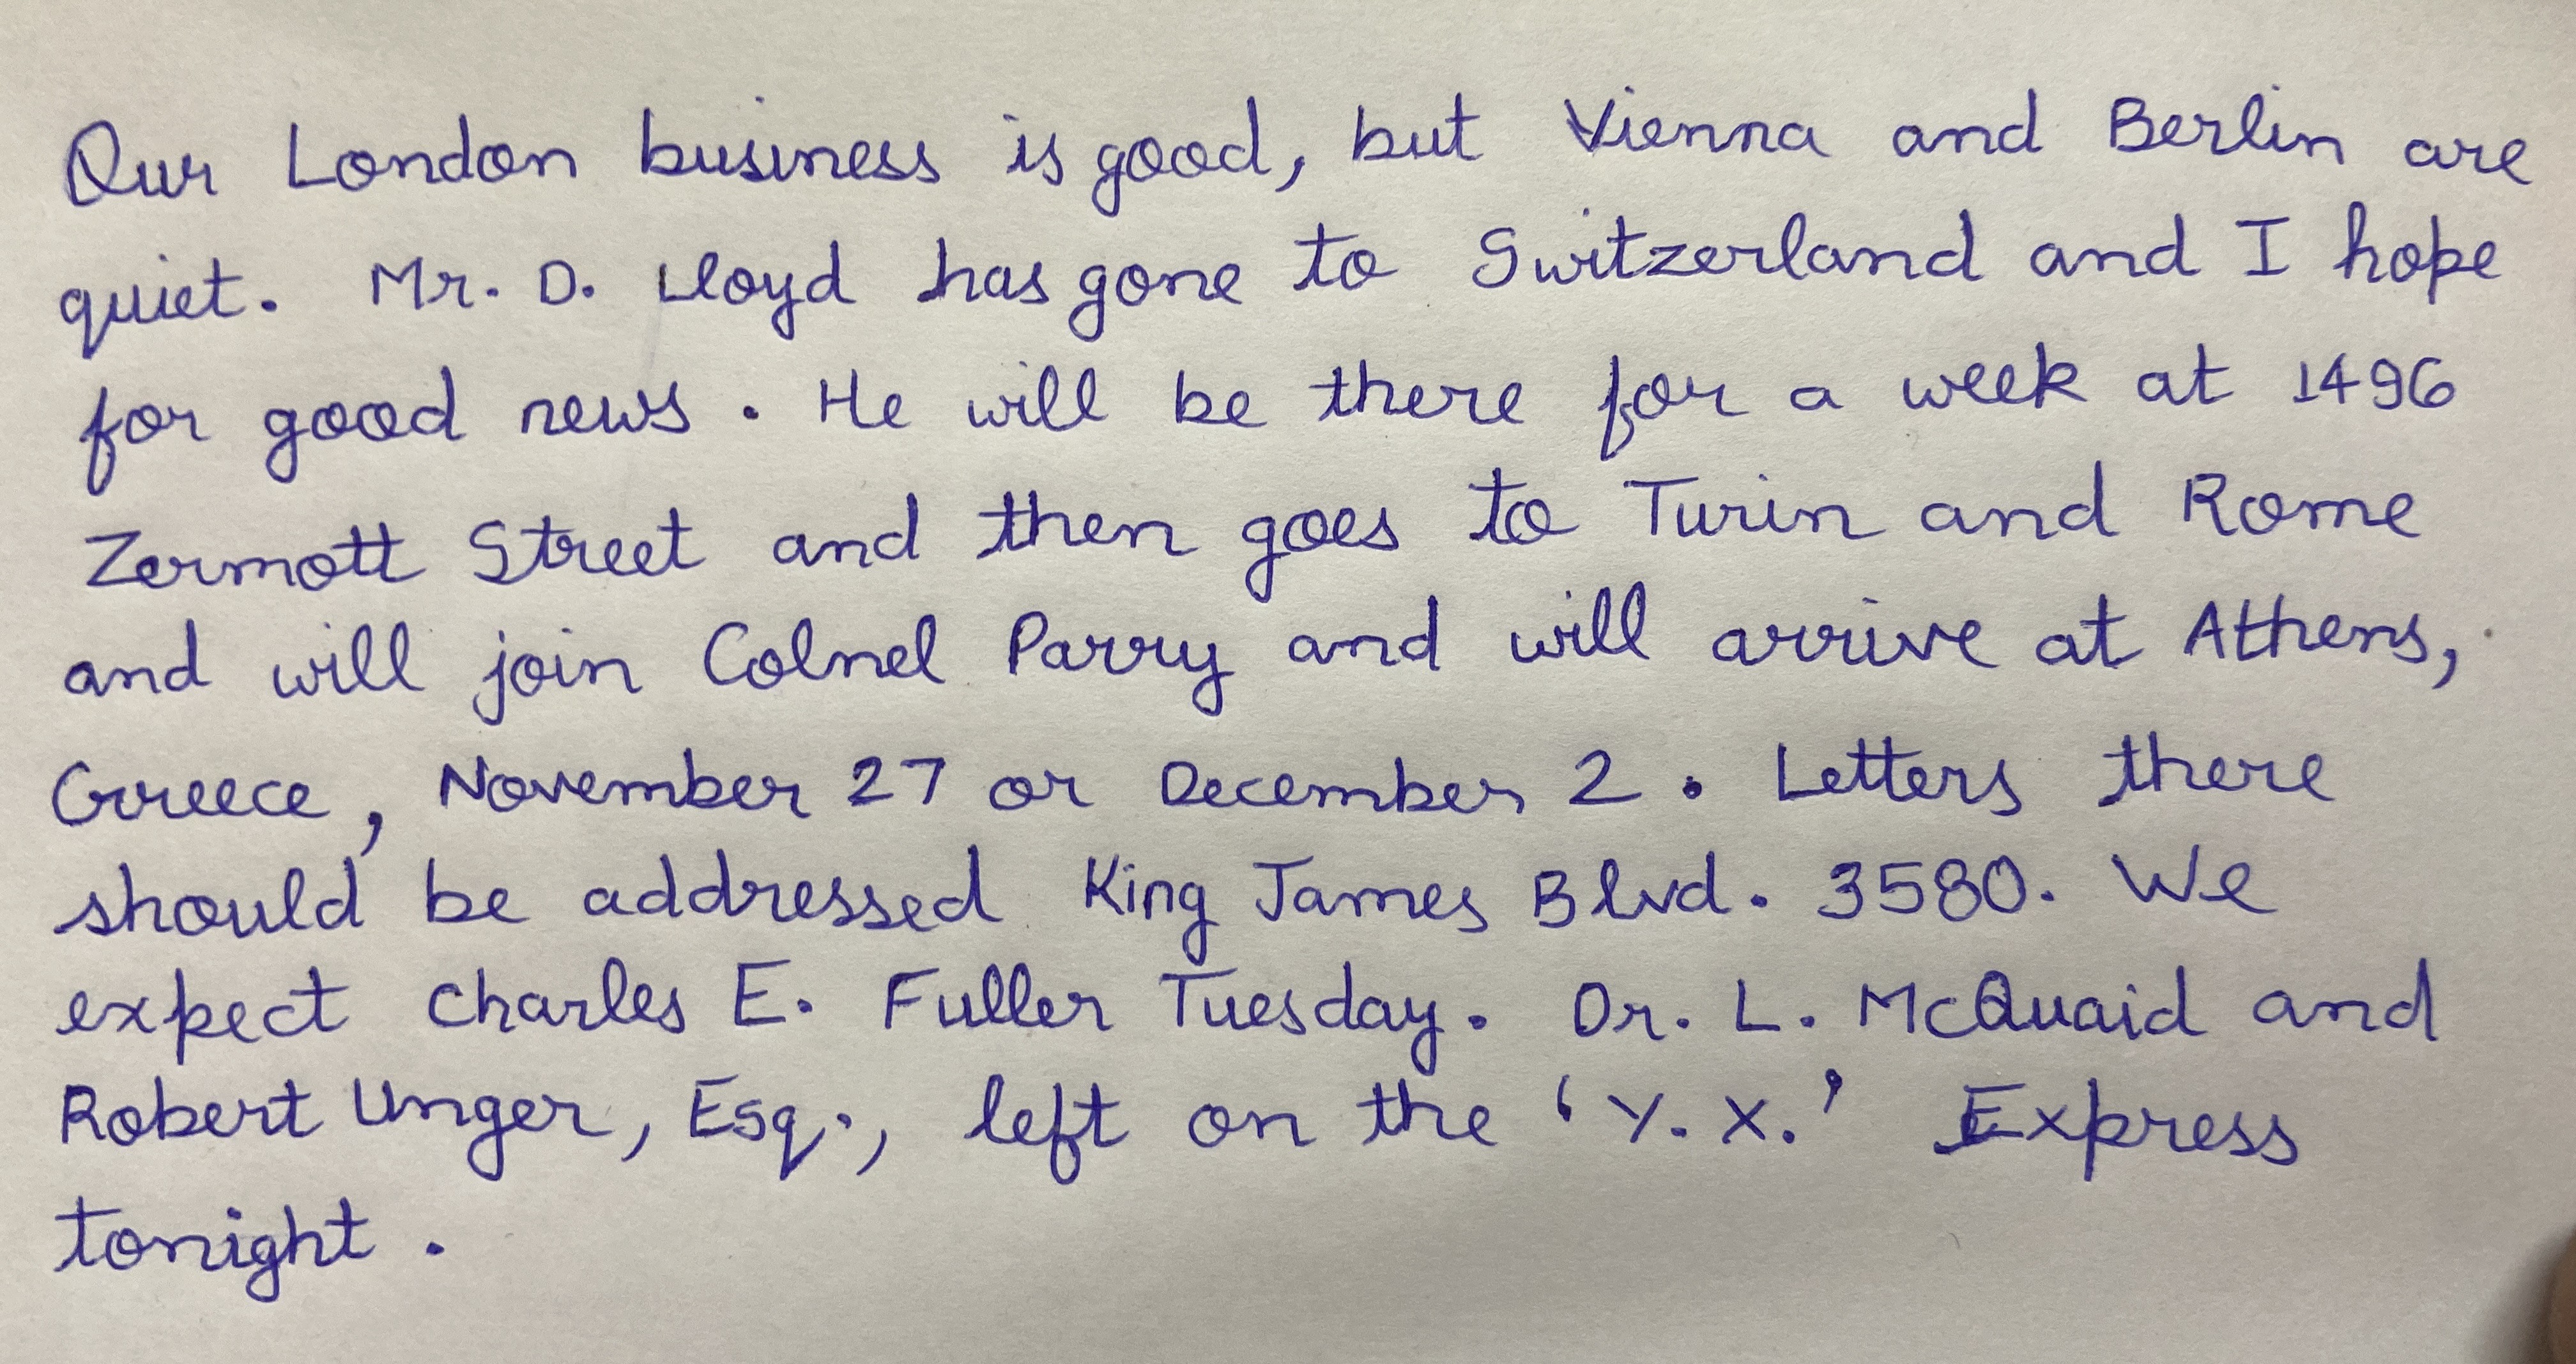 Our London business is good, but Vienna and Berlin are
quiet. Mr. D. Lloyd has gone to Switzerland and I hope
for good news. He will be there for a week at 1496
Zermott Street and then goes to Turin and Rome
and will join Colnel Parry and will arrive at Athens,
Greece, November 27 or December 2. Letters there
should be addressed King James Blvd. 3580. We
expect Charles E. Fuller Tuesday. Dr. L. McQuaid and
Robert Unger, Esq., left on the 'Y.X.' Express
tonight.